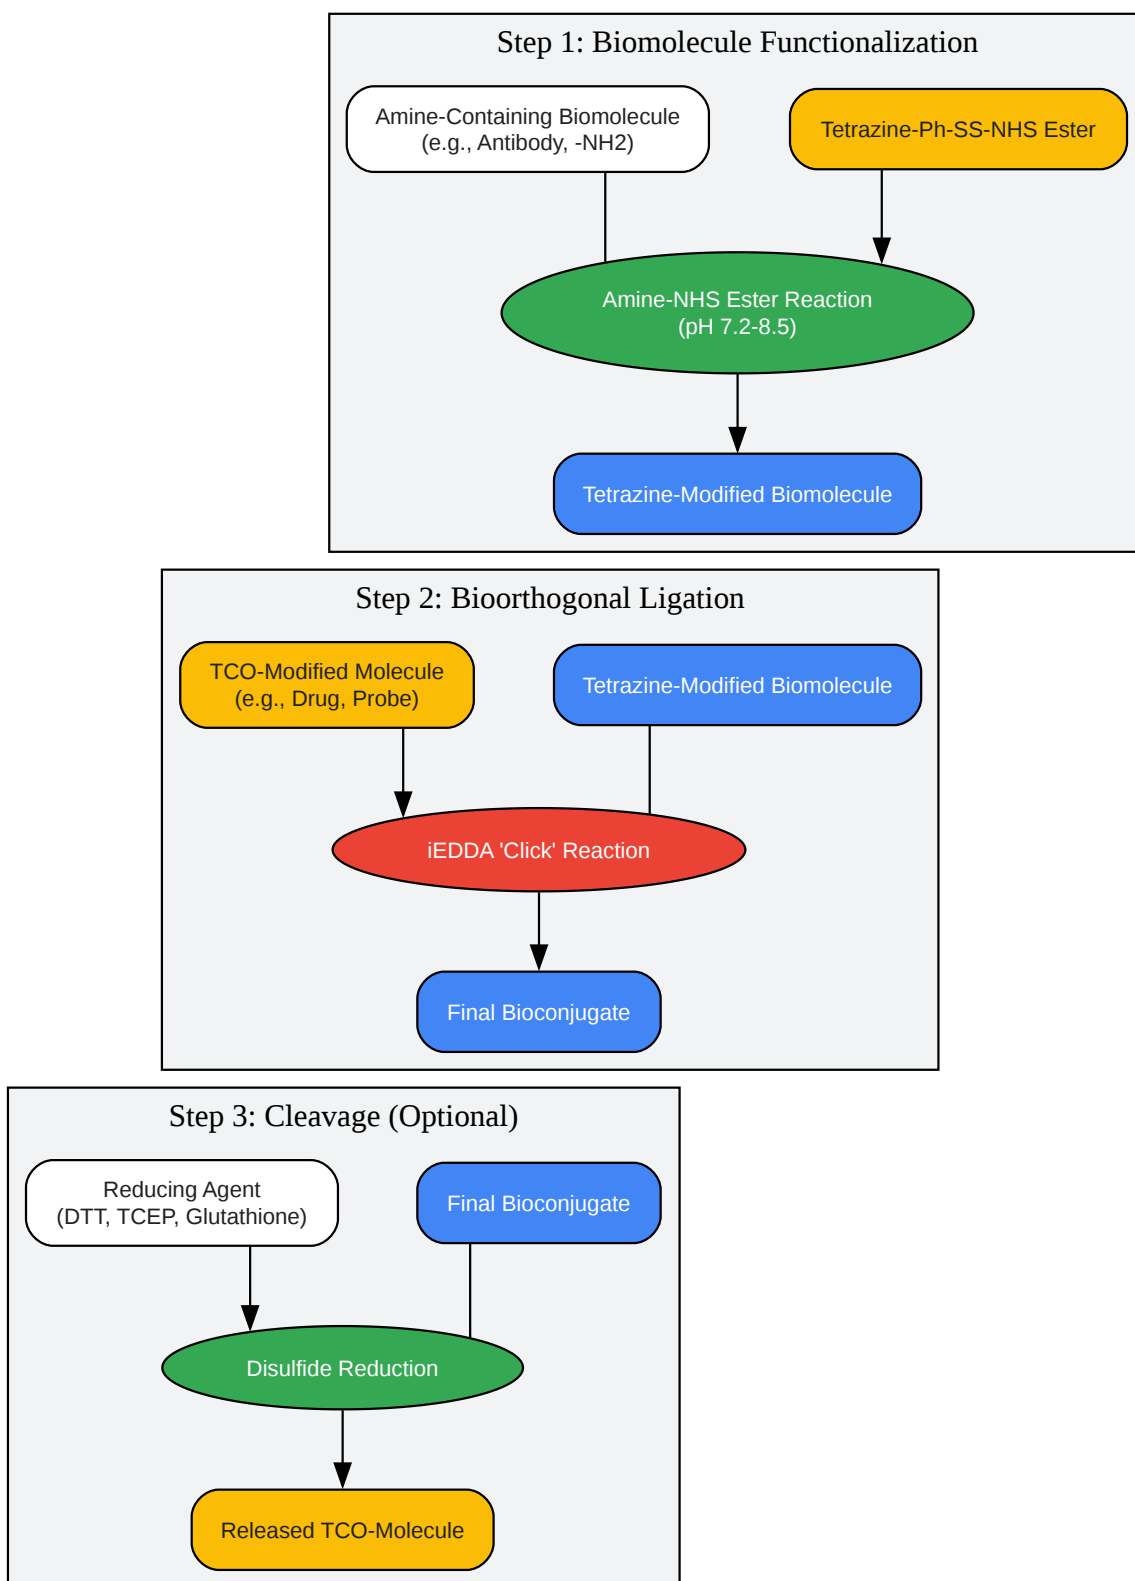 Step 1: Biomolecule Functionalization
Amine-Containing Biomolecule
(e.g., Antibody, -NH2)
Tetrazine-Ph-SS-NHS Ester
Amine-NHS Ester Reaction
(pH 7.2-8.5)
Tetrazine-Modified Biomolecule
Step 2: Bioorthogonal Ligation
TCO-Modified Molecule
(e.g., Drug, Probe)
Tetrazine-Modified Biomolecule
iEDDA 'Click' Reaction
Final Bioconjugate
Step 3: Cleavage (Optional)
Reducing Agent
(DTT, TCEP, Glutathione)
Final Bioconjugate
Disulfide Reduction
Released TCO-Molecule